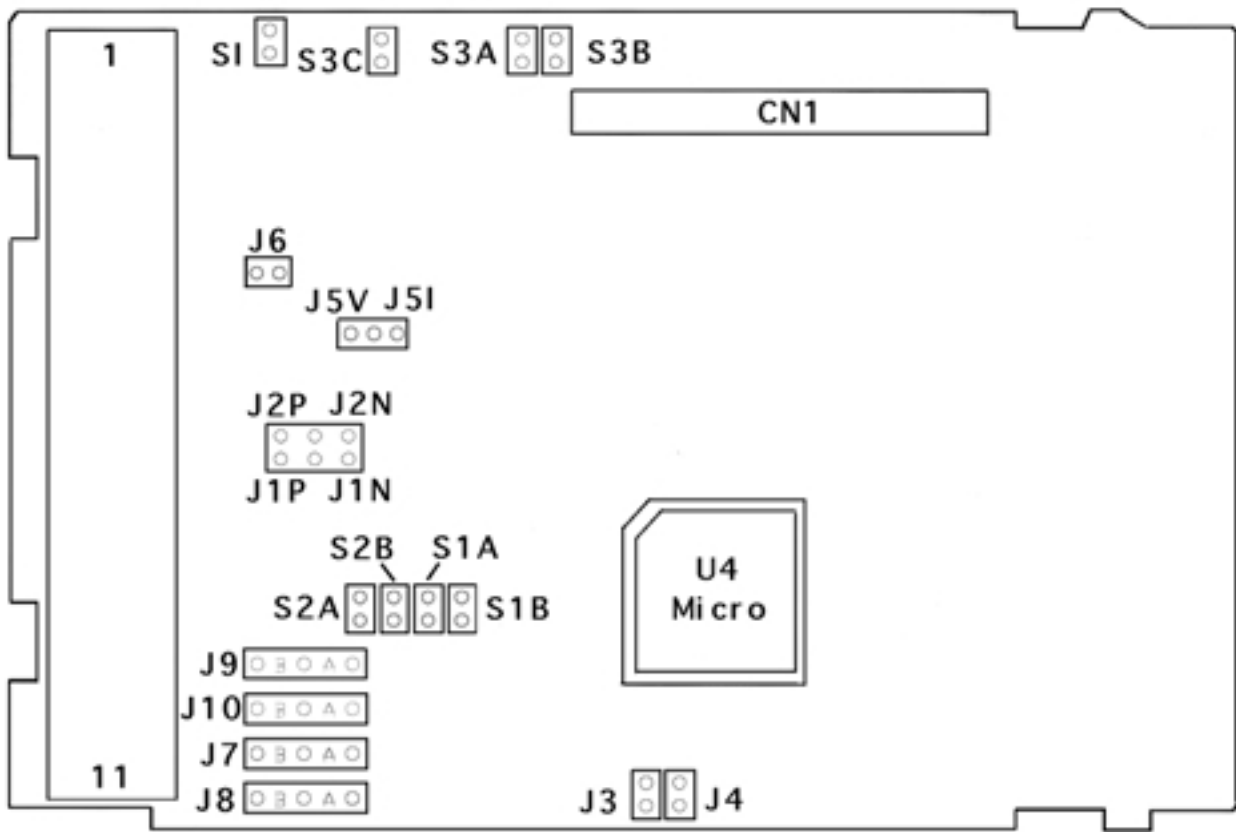 1
SI
S3C
S3A
S3B
CN1
J6
J5V J5I
J2P J2N
J1P J1N
S2B S1A
S2A
S1B
U4
Micro
J9 B A
J10 B A
J7 B A
J8 B A
11
J3
J4